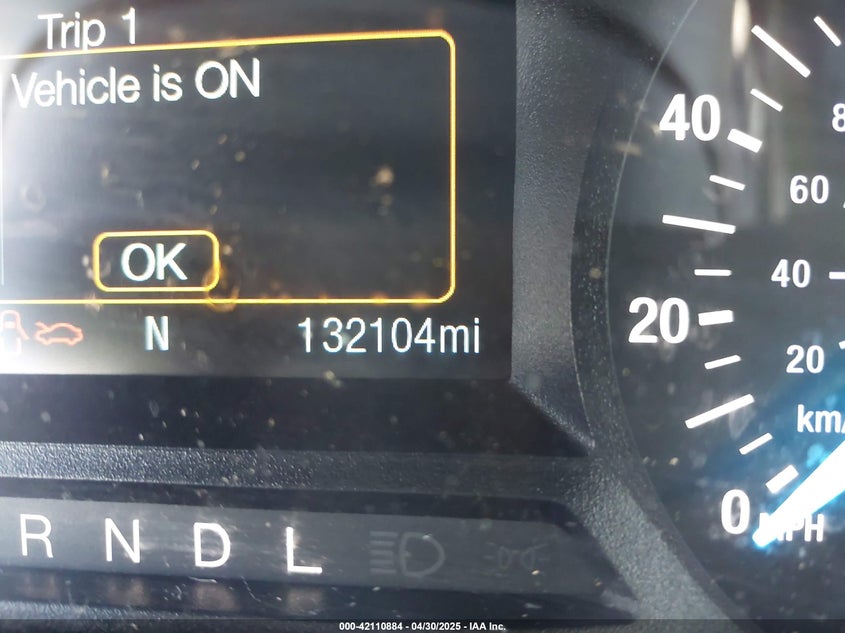 Trip 1
Vehicle is ON
OK
N 132104mi
40
20
0
MPH
60
40
20
km/
R N D L
000-42110884 - 04/30/2025 - IAA Inc.